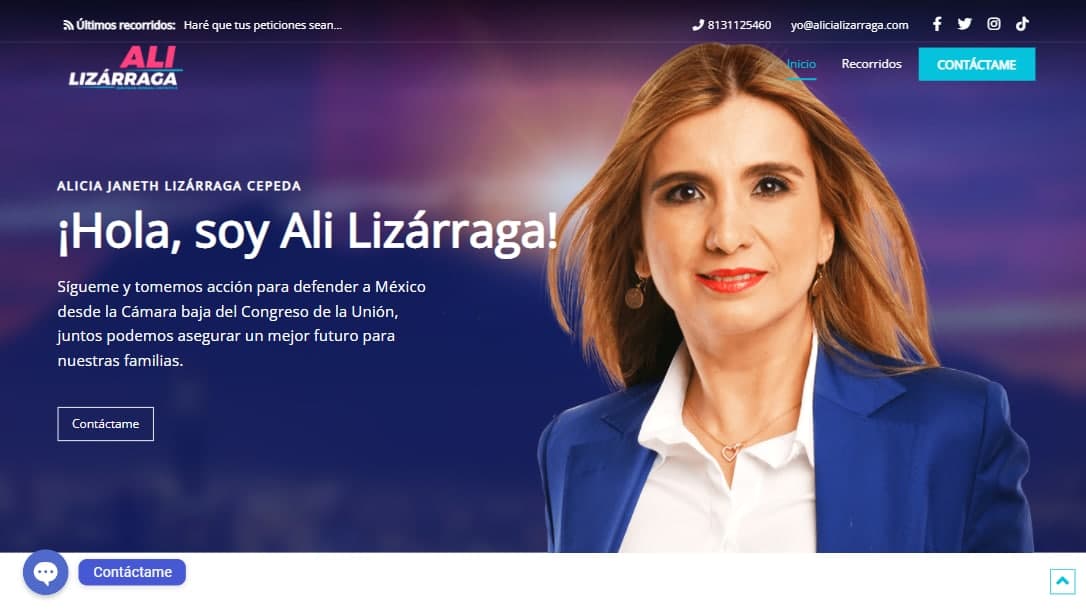 Últimos recorridos: Haré que tus peticiones sean...
8131125460
yo@alicializarraga.com
ALI
LIZÁRRAGA
Inicio
Recorridos
CONTÁCTAME
ALICIA JANETH LIZÁRRAGA CEPEDA
¡Hola, soy Ali Lizárraga!
Sígueme y tomemos acción para defender a México
desde la Cámara baja del Congreso de la Unión,
juntos podemos asegurar un mejor futuro para
nuestras familias.
Contáctame
Contáctame